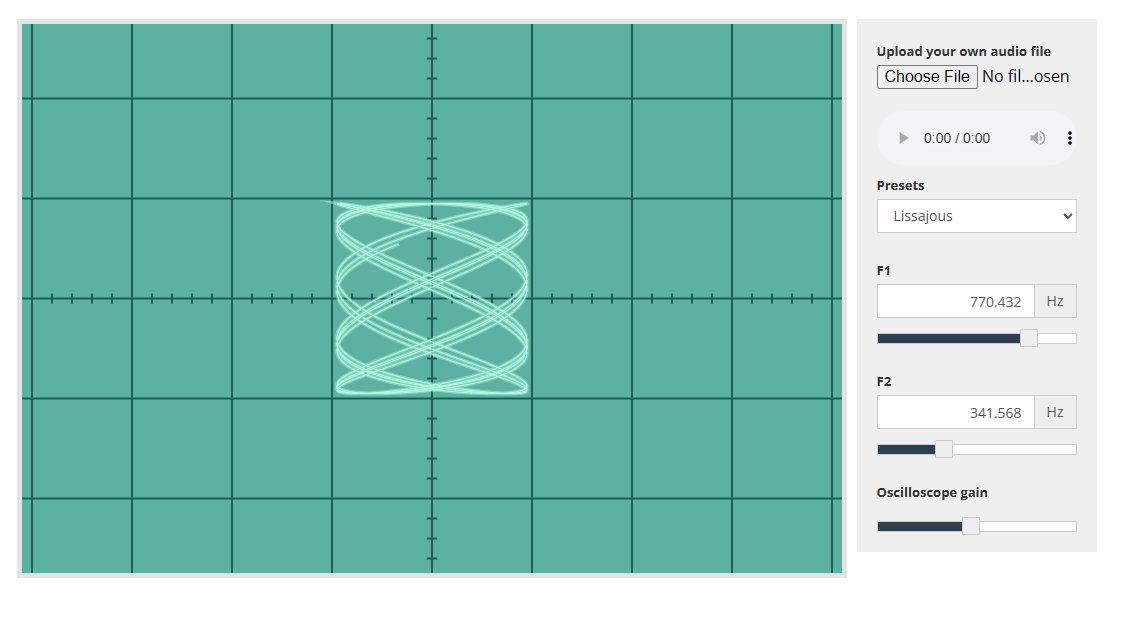 Upload your own audio file
Choose File No fil...osen
0:00 / 0:00
Presets
Lissajous
F1
770.432 Hz
F2
341.568 Hz
Oscilloscope gain